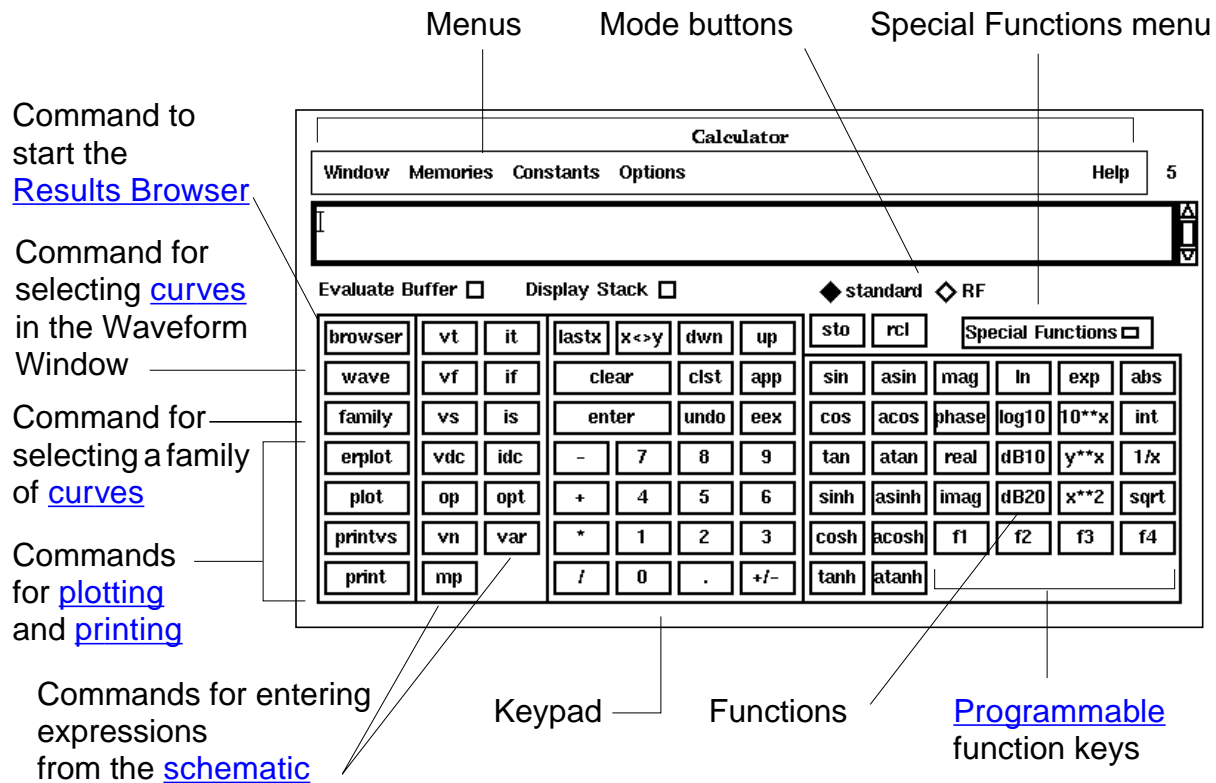 Menus
Mode buttons
Special Functions menu
Command to
start the
Results Browser
Command for
selecting curves
in the Waveform
Window
Command for
selecting a family
of curves
Commands
for plotting
and printing
Calculator
Window Memories Constants Options Help 5
Evaluate Buffer Display Stack standard RF
browser vt it lastx x<>y dwn up sto rcl Special Functions
wave vf if clear clst app sin asin mag ln exp abs
family vs is enter undo eex cos acos phase log10 10**x int
erplot vdc idc - 7 8 9 tan atan real dB10 y**x 1/x
plot op opt + 4 5 6 sinh asinh imag dB20 x**2 sqrt
printvs vn var * 1 2 3 cosh acosh f1 f2 f3 f4
print mp / 0 . +/- tanh atanh
Commands for entering
expressions
from the schematic
Keypad
Functions
Programmable
function keys